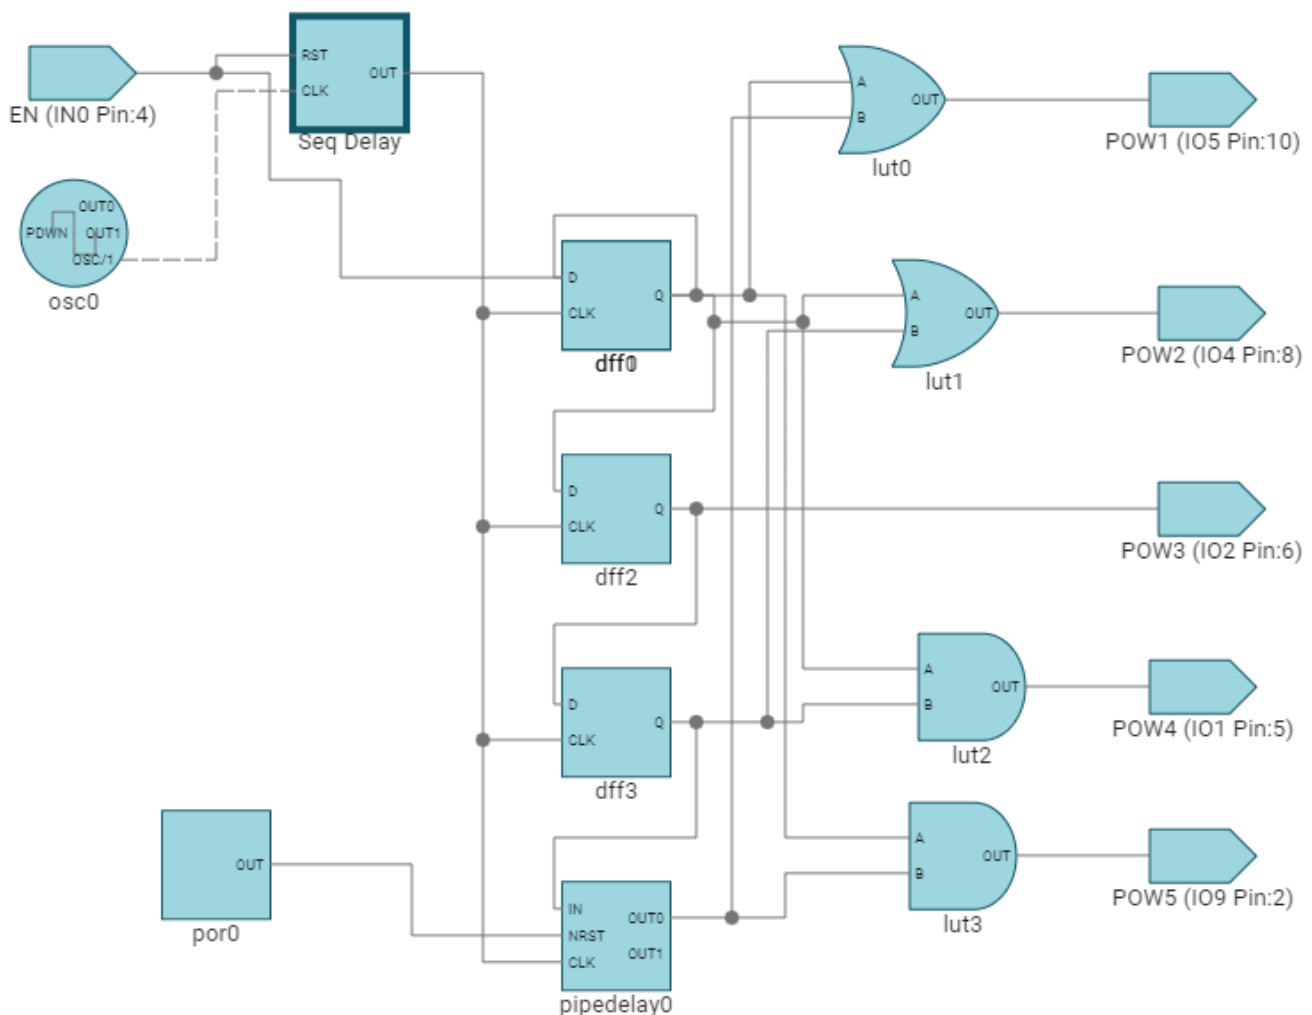 EN (IN0 Pin:4)
RST
CLK
OUT
Seq Delay
OUT0
PDWN
OUT1
OSC/1
osc0
A
B
OUT
lut0
POW1 (IO5 Pin:10)
D
Q
CLK
A
B
OUT
lut1
POW2 (IO4 Pin:8)
D
Q
CLK
dff2
POW3 (IO2 Pin:6)
D
Q
CLK
dff3
A
B
OUT
lut2
POW4 (IO1 Pin:5)
OUT
por0
IN
NRST
CLK
OUT0
OUT1
pipedelay0
A
B
OUT
lut3
POW5 (IO9 Pin:2)